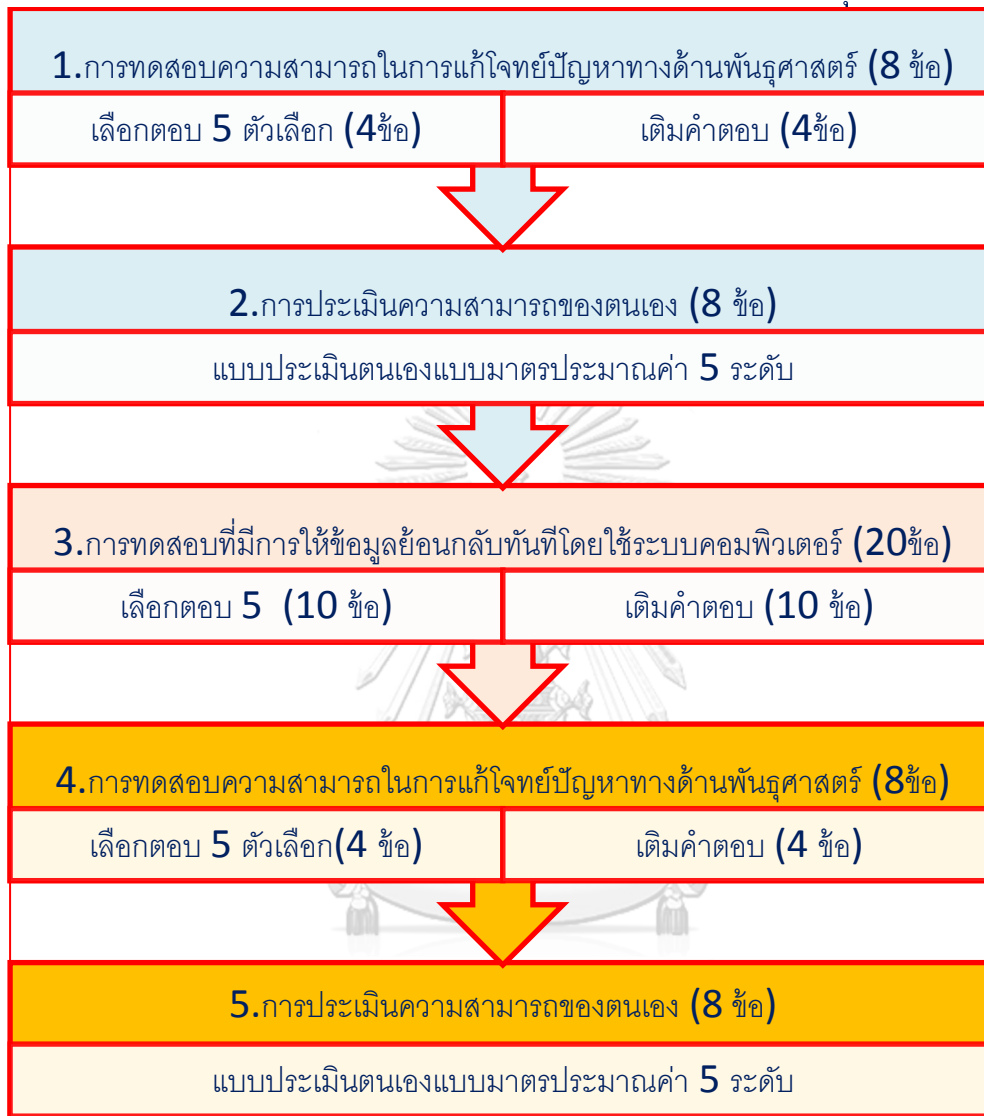 1.การทดสอบความสามารถในการแก้โจทย์ปัญหาทางด้านพันธุศาสตร์ (8 ข้อ)
เลือกตอบ 5 ตัวเลือก (4ข้อ)
เติมคำตอบ (4ข้อ)
2.การประเมินความสามารถของตนเอง (8 ข้อ)
แบบประเมินตนเองแบบมาตรประมาณค่า 5 ระดับ
3.การทดสอบที่มีการให้ข้อมูลย้อนกลับทันทีโดยใช้ระบบคอมพิวเตอร์ (20ข้อ)
เลือกตอบ 5 (10 ข้อ)
เติมคำตอบ (10 ข้อ)
4.การทดสอบความสามารถในการแก้โจทย์ปัญหาทางด้านพันธุศาสตร์ (8ข้อ)
เลือกตอบ 5 ตัวเลือก(4 ข้อ)
เติมคำตอบ (4 ข้อ)
5.การประเมินความสามารถของตนเอง (8 ข้อ)
แบบประเมินตนเองแบบมาตรประมาณค่า 5 ระดับ